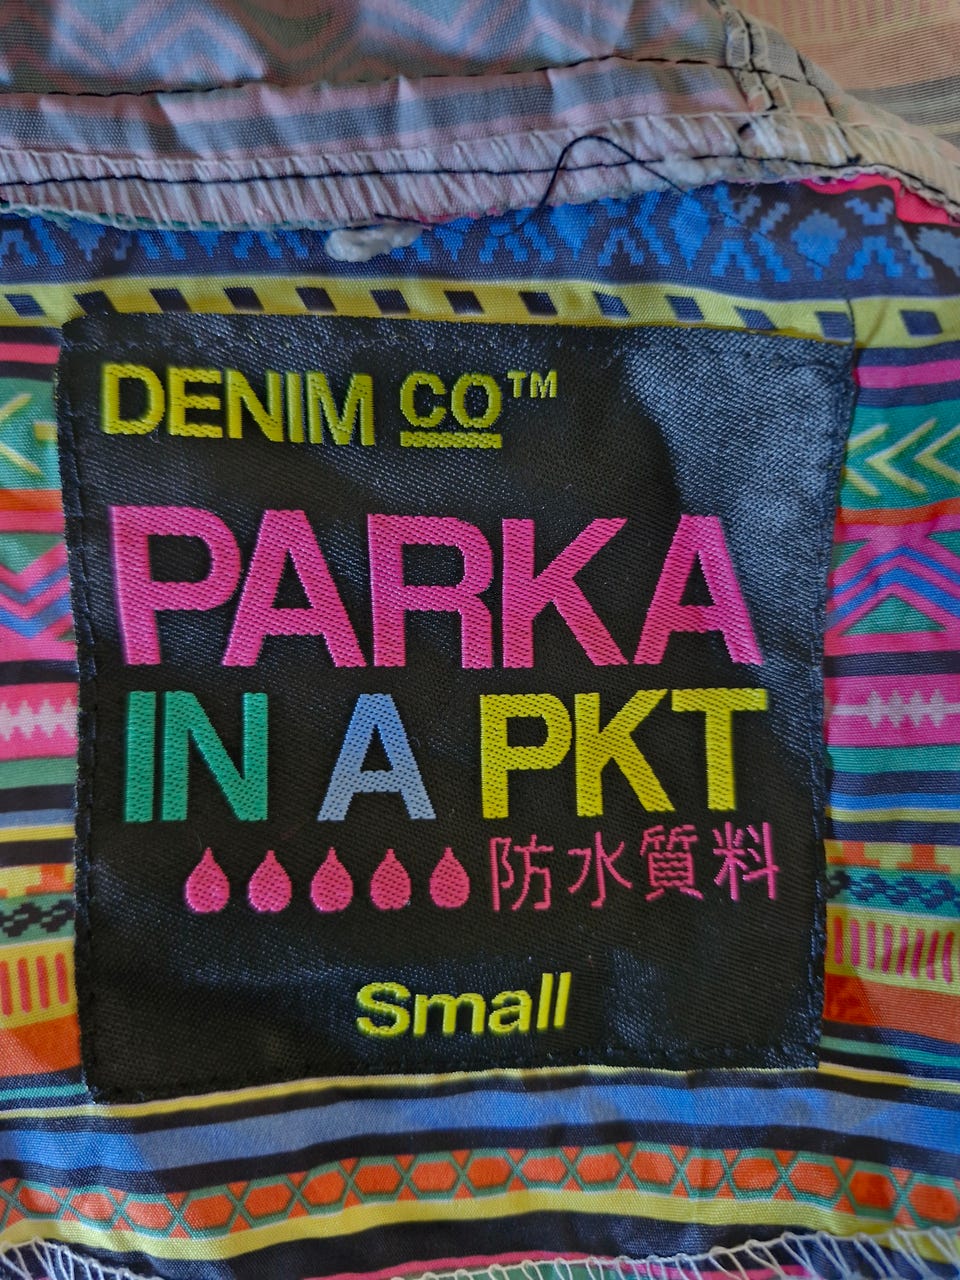 DENIM CO™
PARKA
IN A PKT
防水質料
Small